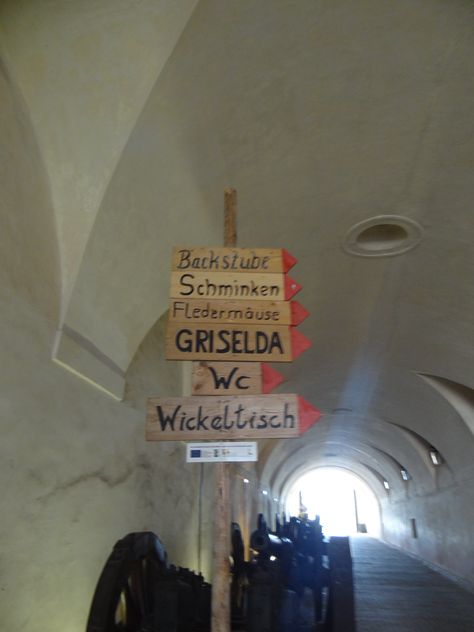 Backstube
Schminken
Fledermäuse
GRISELDA
WC
Wickeltisch